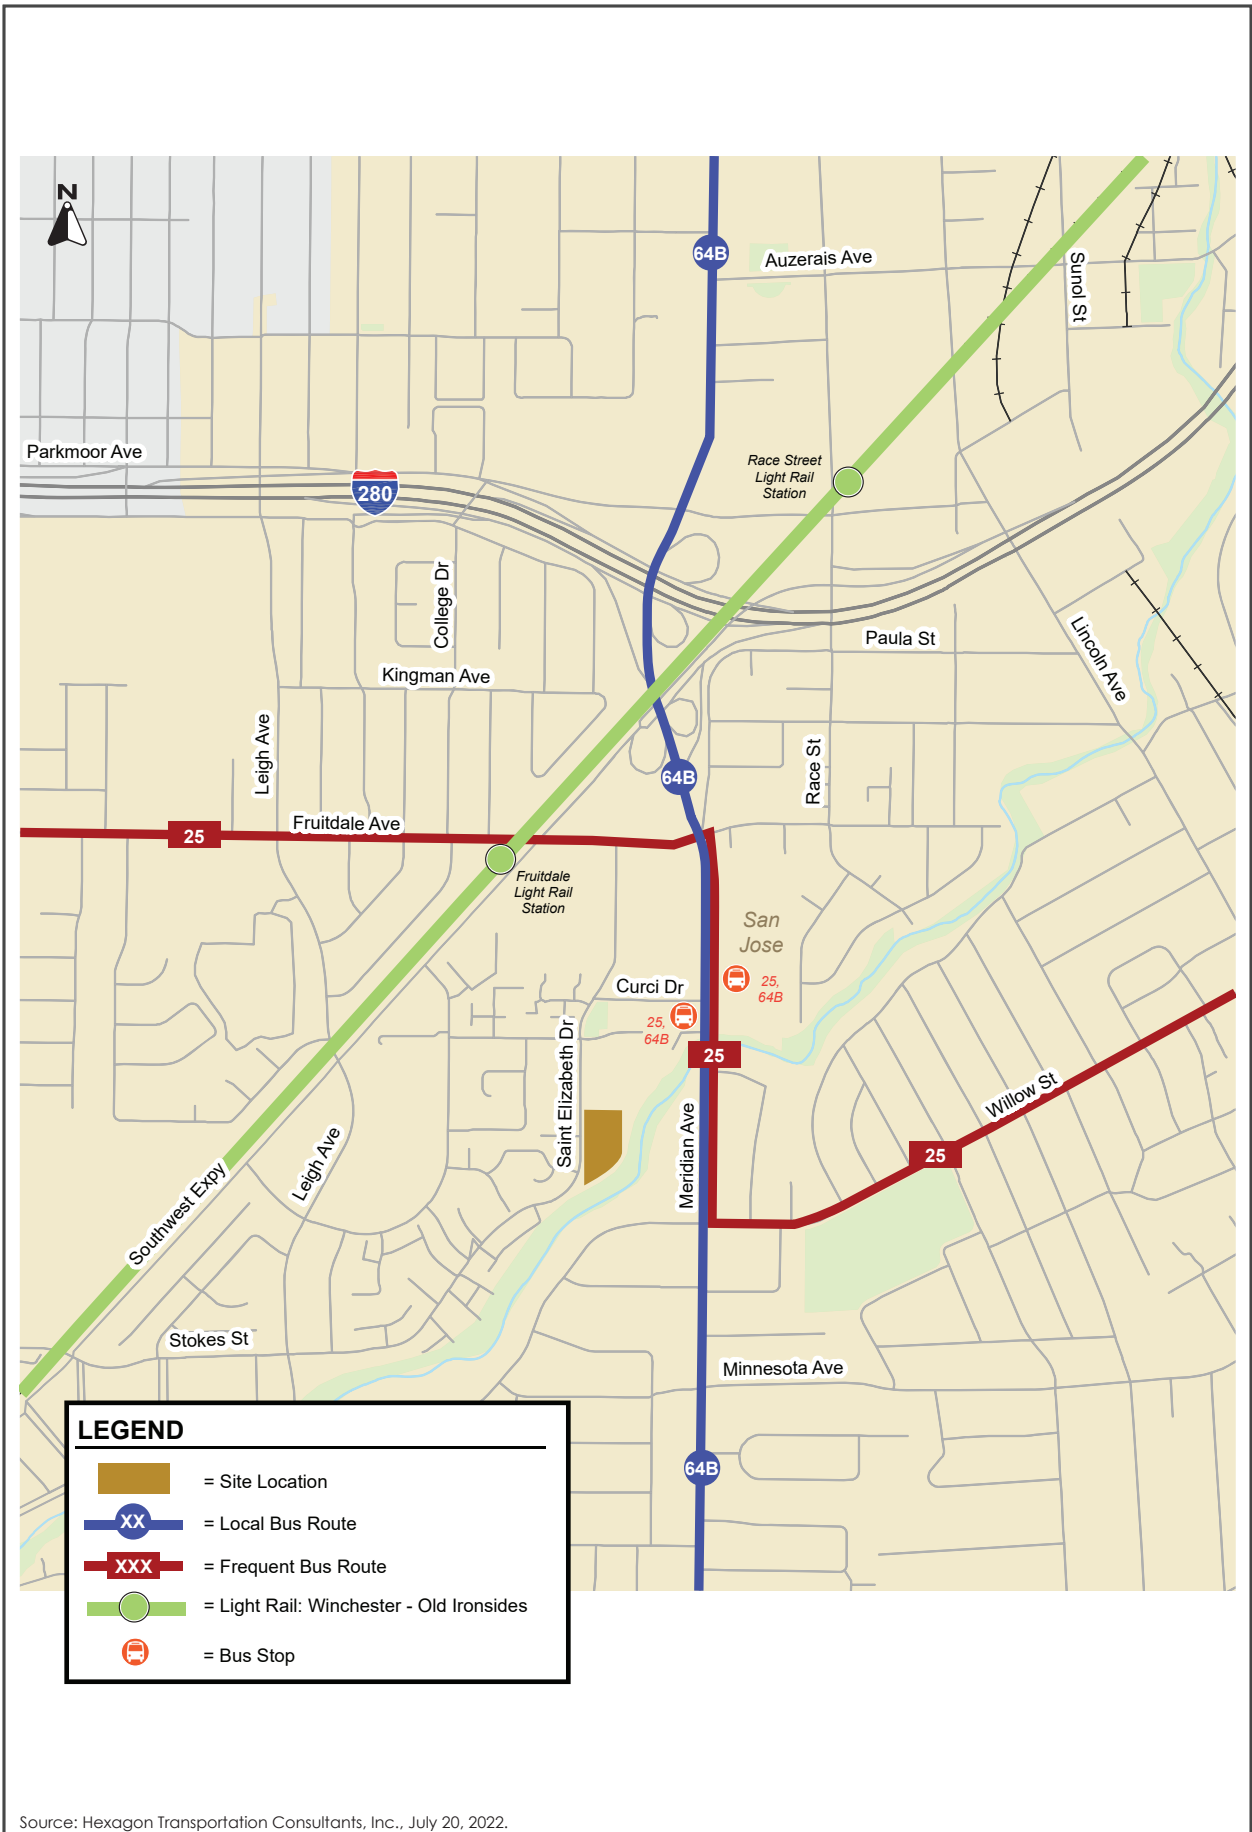 N
64B
Auzerais Ave
Sunol St
Parkmoor Ave
280
Race Street
Light Rail
Station
College Dr
Paula St
Lincoln Ave
Kingman Ave
Leigh Ave
Race St
64B
25
Fruitdale Ave
Fruitdale
Light Rail
Station
San
Jose
Curci Dr
25,
64B
25,
64B
Saint Elizabeth Dr
25
Meridian Ave
Willow St
25
Leigh Ave
Southwest Expy
Stokes St
Minnesota Ave
64B
LEGEND
= Site Location
XX = Local Bus Route
XXX = Frequent Bus Route
= Light Rail: Winchester - Old Ironsides
= Bus Stop
Source: Hexagon Transportation Consultants, Inc., July 20, 2022.